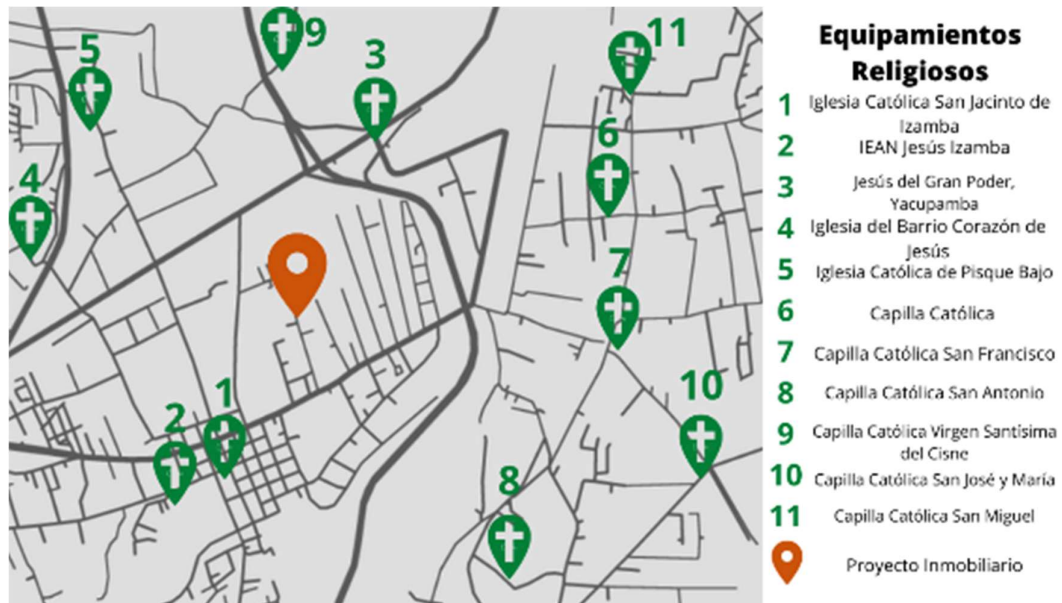 5
9
3
11
6
4
7
1
2
10
8
Equipamientos
Religiosos
1 Iglesia Católica San Jacinto de
Izamba
2 IEAN Jesús Izamba
3 Jesús del Gran Poder,
Yacupamba
4 Iglesia del Barrio Corazón de
Jesús
5 Iglesia Católica de Pisque Bajo
6 Capilla Católica
7 Capilla Católica San Francisco
8 Capilla Católica San Antonio
9 Capilla Católica Virgen Santísima
del Cisne
10 Capilla Católica San José y María
11 Capilla Católica San Miguel
Proyecto Inmobiliario